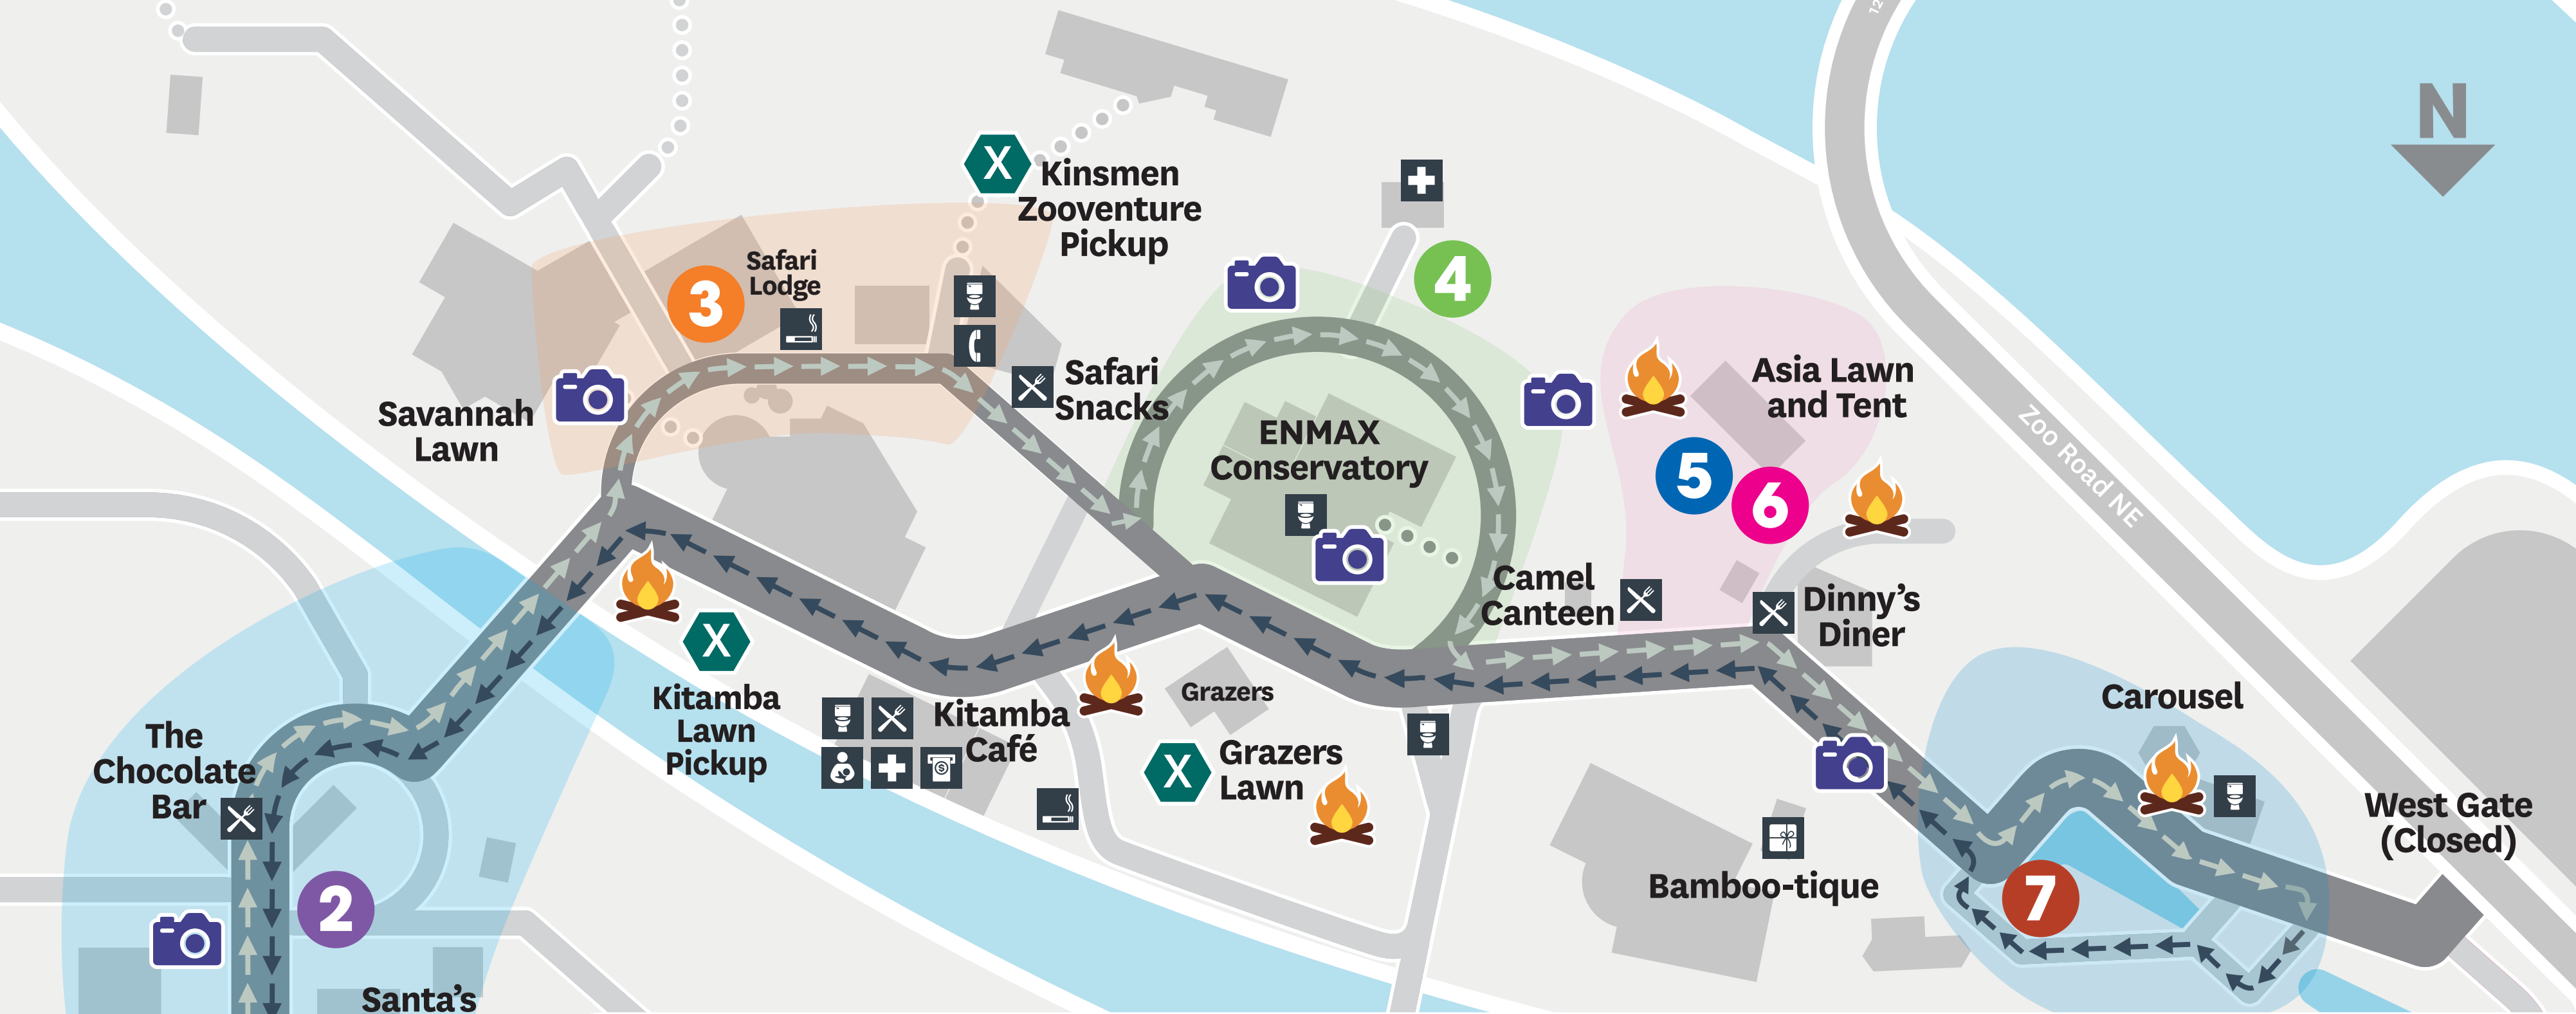 12
N
X
Kinsmen
Zooventure
Pickup
Safari
Lodge
3
4
Savannah
Lawn
Safari
Snacks
ENMAX
Conservatory
Asia Lawn
and Tent
5
6
Zoo Road NE
Camel
Canteen
Dinny's
Diner
X
Kitamba
Lawn
Pickup
Kitamba
Café
$
Grazers
X
Grazers
Lawn
Carousel
West Gate
(Closed)
The
Chocolate
Bar
2
Bamboo-tique
7
Santa's